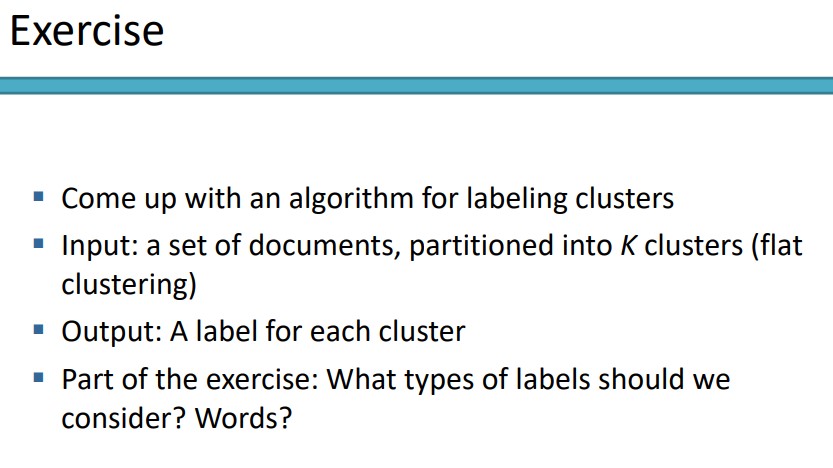 Exercise
▪ Come up with an algorithm for labeling clusters
▪ Input: a set of documents, partitioned into K clusters (flat
clustering)
▪ Output: A label for each cluster
▪ Part of the exercise: What types of labels should we
consider? Words?